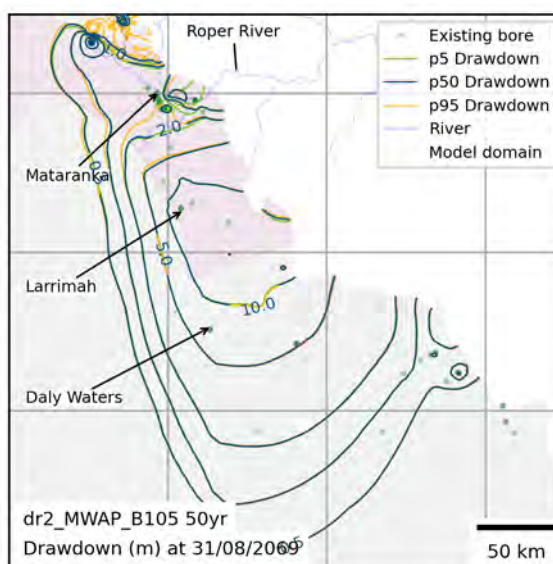 Roper River
Existing bore
p5 Drawdown
p50 Drawdown
p95 Drawdown
River
Model domain
2.0
Mataranka
Larrimah
5.0
10.0
Daly Waters
dr2_MWAP_B105 50yr
Drawdown (m) at 31/08/2069
50 km